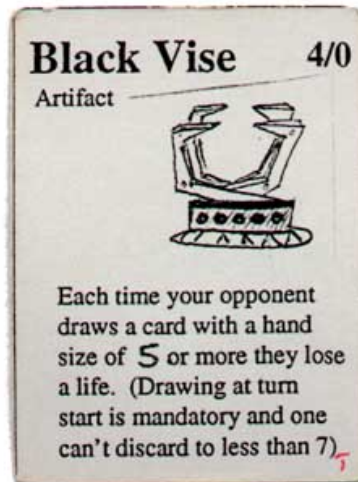 Black Vise 4/0
Artifact
Each time your opponent
draws a card with a hand
size of 5 or more they lose
a life. (Drawing at turn
start is mandatory and one
can't discard to less than 7)